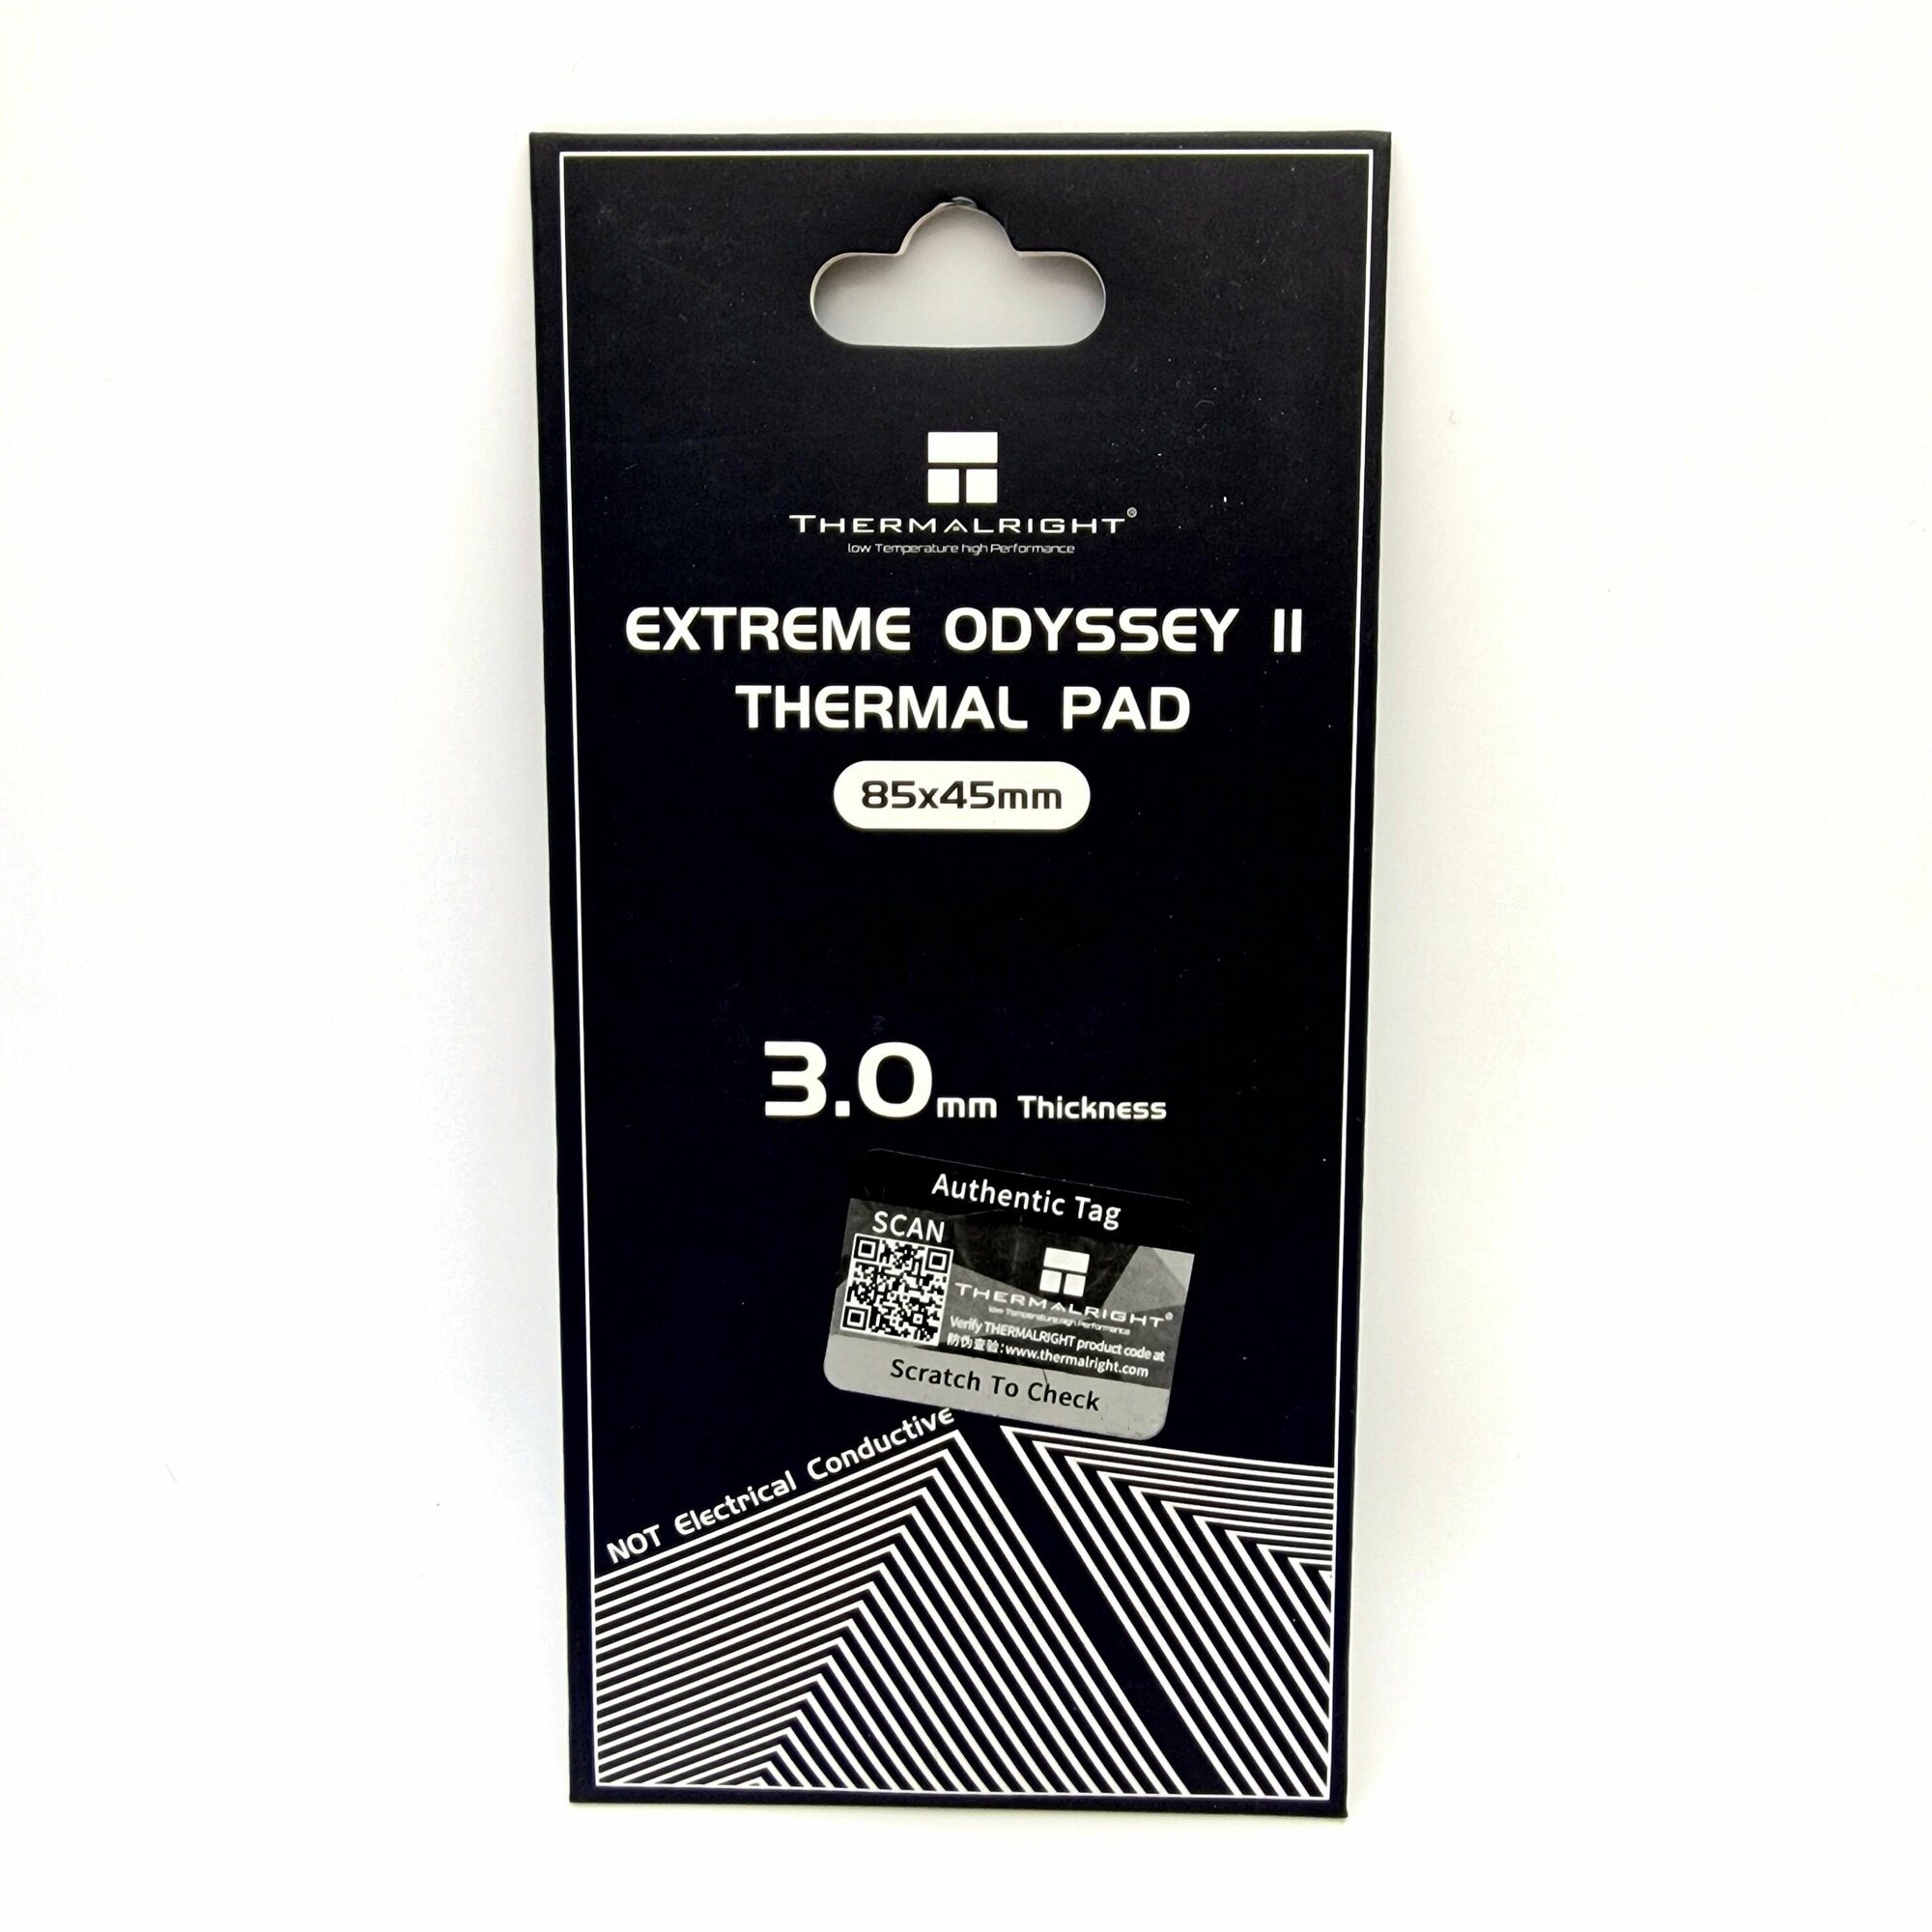 THERMALRIGHT®
low Temperature high Performance
EXTREME ODYSSEY II
THERMAL PAD
85x45mm
3.0mm Thickness
Authentic Tag
SCAN
THERMALRIGHT®
low Temperature high Performance
Verify THERMALRIGHT product code at
防伪查验:www.thermalright.com
Scratch To Check
NOT Electrical Conductive